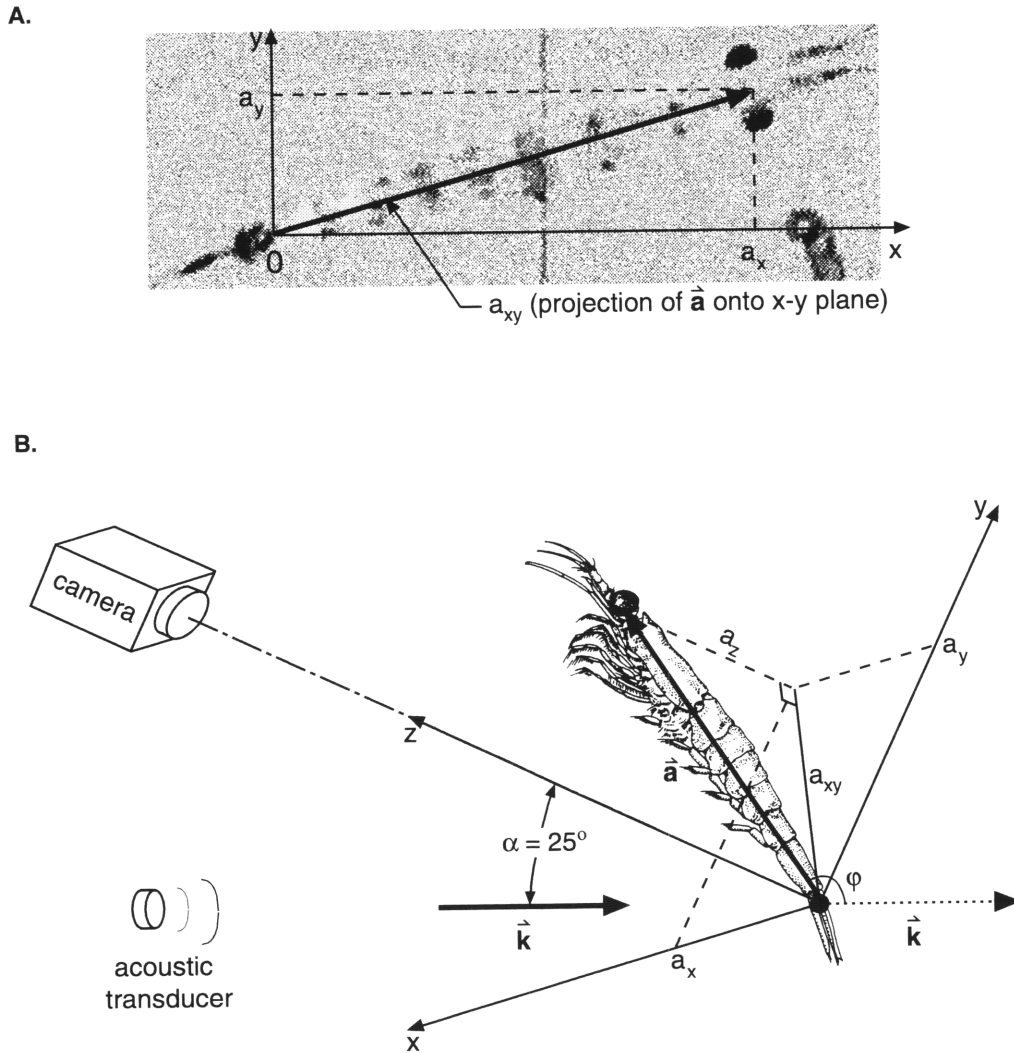 A.
y
a_y
0
a_x
x
a_xy (projection of a⃗ onto x-y plane)
B.
y
camera
a_z
a_y
z
a⃗
a_xy
α = 25°
φ
k⃗
k⃗
a_x
acoustic
transducer
x